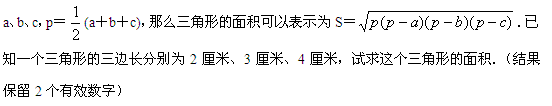 a、b、c，p＝$\frac{1}{2}$(a＋b＋c)，那么三角形的面积可以表示为 S＝$\sqrt{p(p-a)(p-b)(p-c)}$．已
知一个三角形的三边长分别为 2 厘米、3 厘米、4 厘米，试求这个三角形的面积．（结果
保留 2 个有效数字）